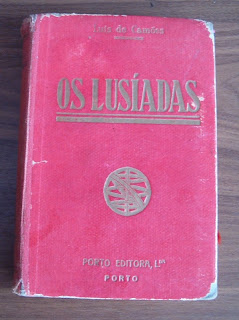 Luís de Camões
OS LUSÍADAS
PORTO EDITORA, L.DA
PORTO